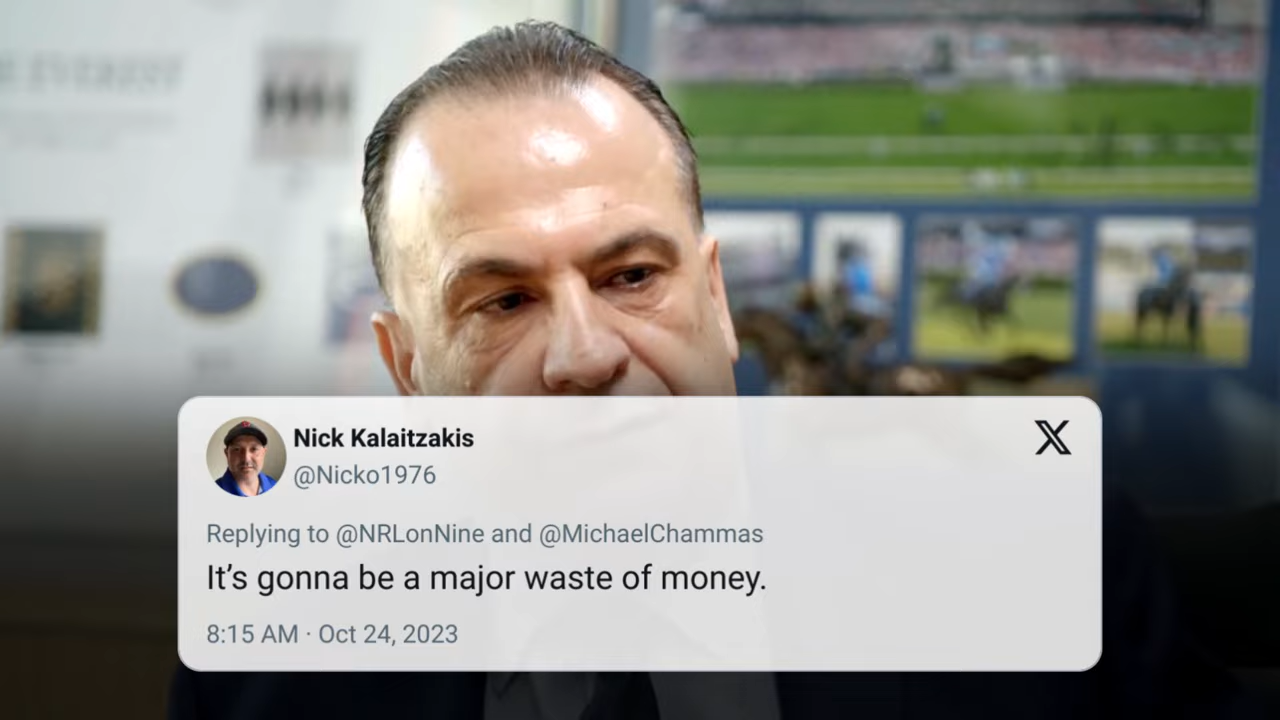 Nick Kalaitzakis
@Nicko1976
Replying to @NRLonNine and @MichaelChammas
It's gonna be a major waste of money.
8:15 AM · Oct 24, 2023